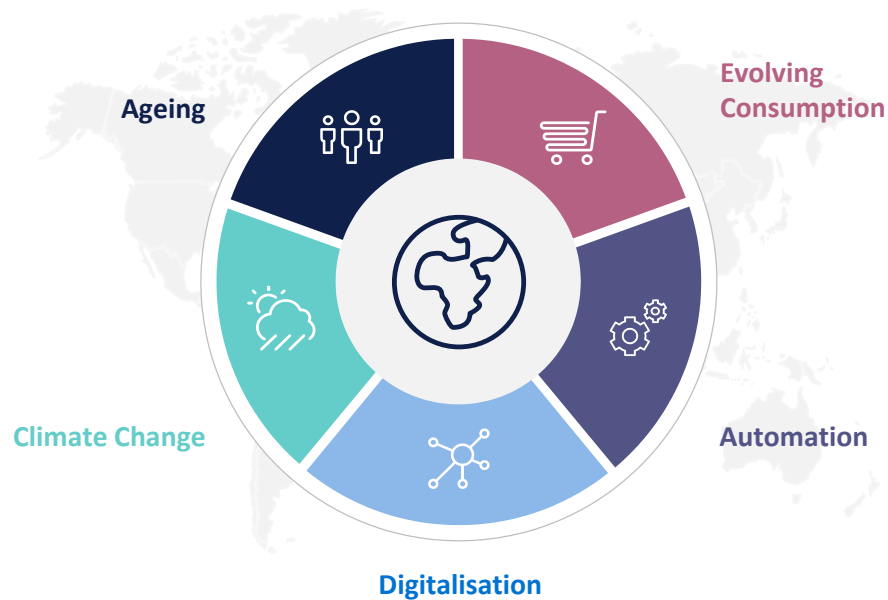 Evolving
Consumption
Ageing
Climate Change
Automation
Digitalisation